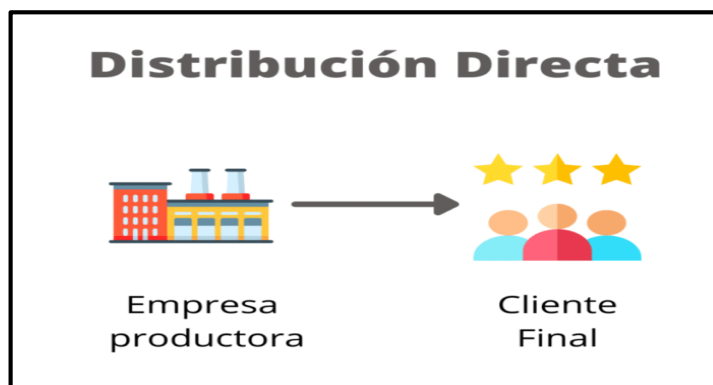 Distribución Directa
Empresa
productora
Cliente
Final